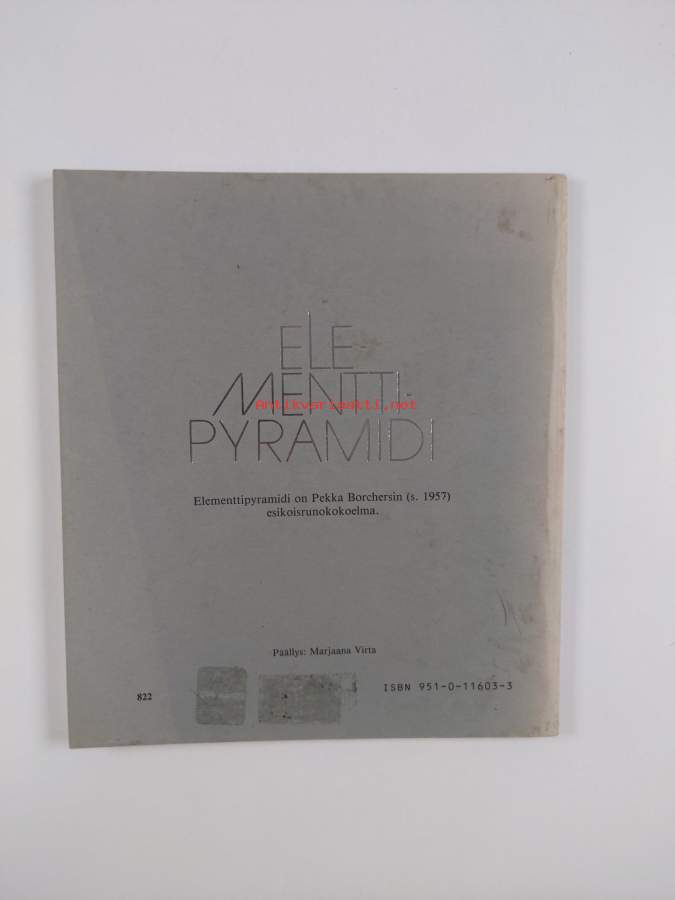 ELE-
MENTTI-
Antikvariaatti.net
PYRAMIDI
Elementtipyramidi on Pekka Borchersin (s. 1957)
esikoisrunokokoelma.
Päällys: Marjaana Virta
822
ISBN 951-0-11603-3